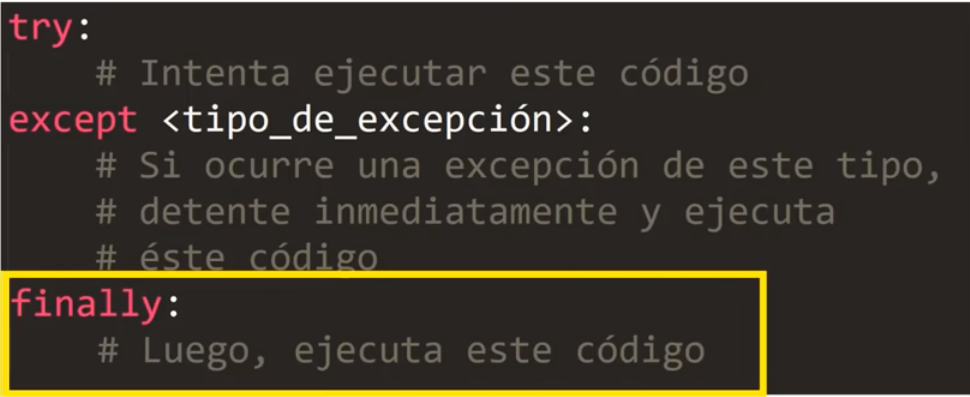 try:
# Intenta ejecutar este código
except <tipo_de_excepción>:
# Si ocurre una excepción de este tipo,
# detente inmediatamente y ejecuta
# éste código
finally:
# Luego, ejecuta este código